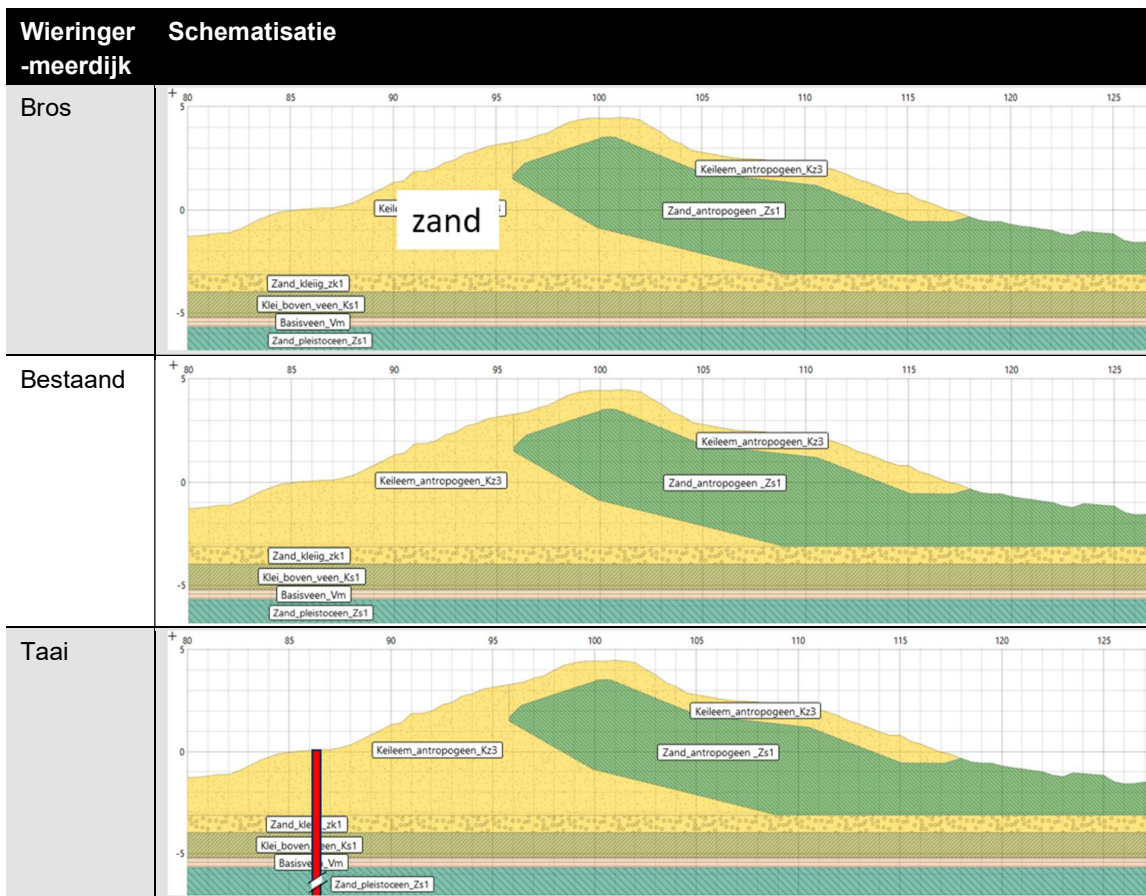 Wieringer
-meerdijk
Schematisatie
Bros
80 85 90 95 100 105 110 115 120 125
5
Keileem_antropogeen_Kz3
Zand_antropogeen _Zs1
0
zand
Zand_kleiig_zk1
Klei_boven_veen_Ks1
-5
Basisveen_Vm
Zand_pleistoceen_Zs1
Bestaand
80 85 90 95 100 105 110 115 120 125
5
Keileem_antropogeen_Kz3
0
Keileem_antropogeen_Kz3
Zand_antropogeen _Zs1
Zand_kleiig_zk1
Klei_boven_veen_Ks1
-5
Basisveen_Vm
Zand_pleistoceen_Zs1
Taai
80 85 90 95 100 105 110 115 120 125
5
Keileem_antropogeen_Kz3
0
Keileem_antropogeen_Kz3
Zand_antropogeen _Zs1
-5
Zand_pleistoceen_Zs1